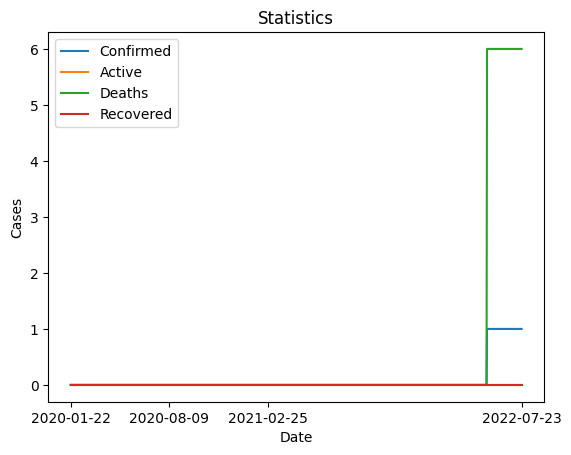 Statistics
Confirmed
Active
Deaths
Recovered
6
5
4
3
2
1
0
Cases
2020-01-22 2020-08-09 2021-02-25 2022-07-23
Date